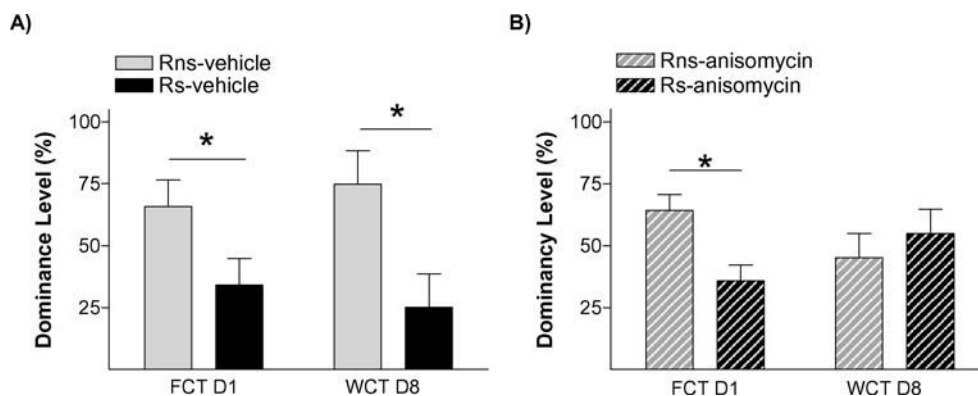 A)
Rns-vehicle
Rs-vehicle
Dominance Level (%)
100
75
50
25
*
*
FCT D1
WCT D8
B)
Rns-anisomycin
Rs-anisomycin
Dominancy Level (%)
100
75
50
25
*
FCT D1
WCT D8